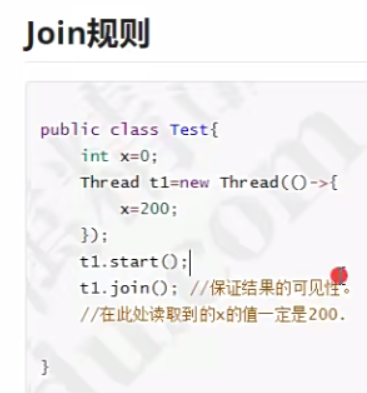 Join规则
public class Test{
int x=0;
Thread t1=new Thread(()->{
x=200;
});
t1.start();
t1.join(); //保证结果的可见性。
//在此处读取到的x的值一定是200.
}